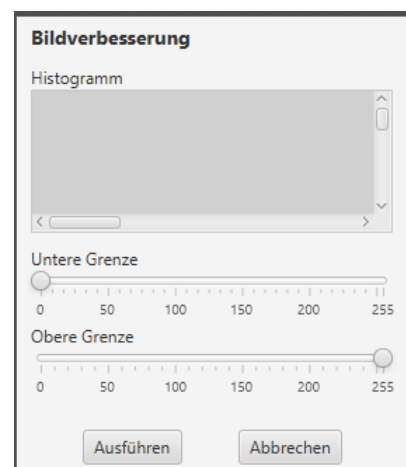 Bildverbesserung
Histogramm
Untere Grenze
0 50 100 150 200 255
Obere Grenze
0 50 100 150 200 255
Ausführen Abbrechen